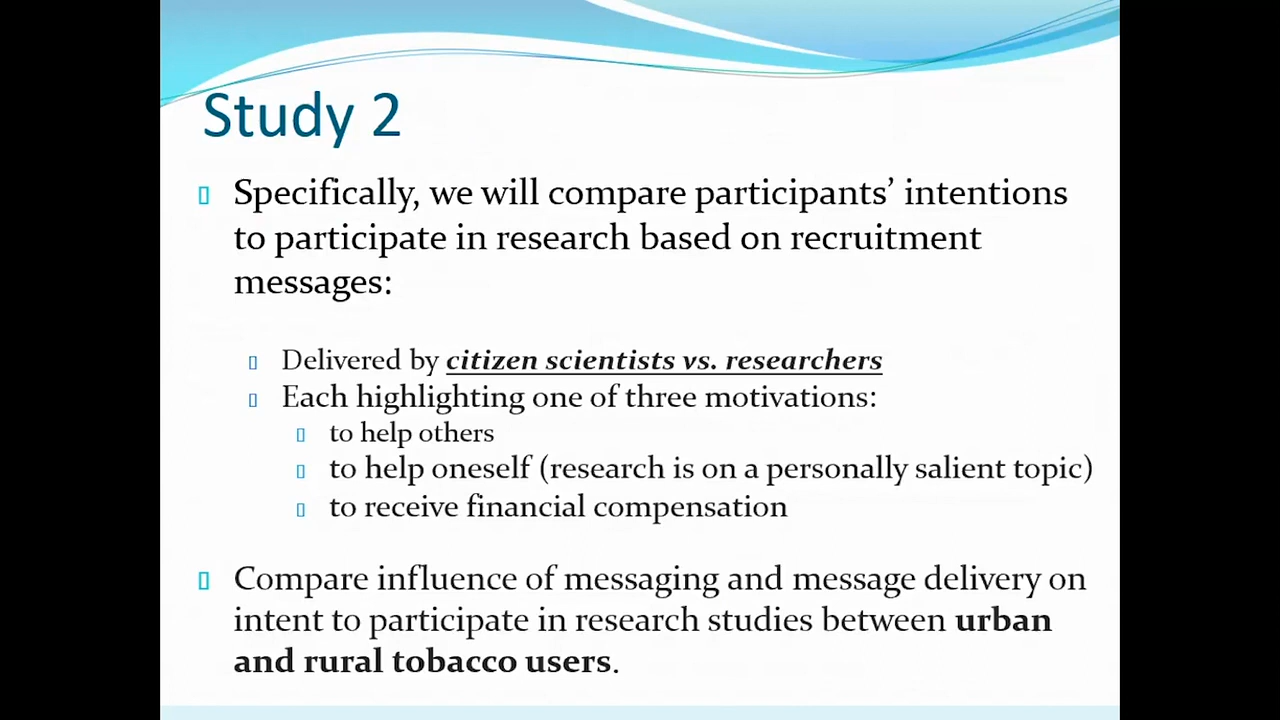 Study 2
Specifically, we will compare participants’ intentions
to participate in research based on recruitment
messages:
Delivered by citizen scientists vs. researchers
Each highlighting one of three motivations:
to help others
to help oneself (research is on a personally salient topic)
to receive financial compensation
Compare influence of messaging and message delivery on
intent to participate in research studies between urban
and rural tobacco users.